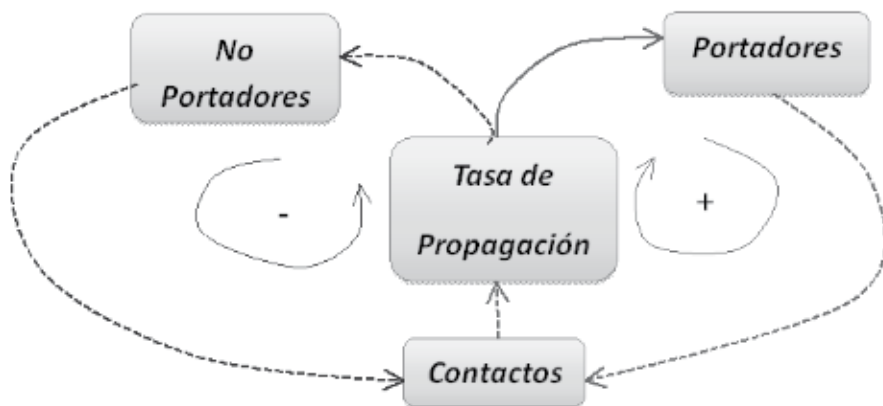 No
Portadores
Portadores
Tasa de
Propagación
-
+
Contactos